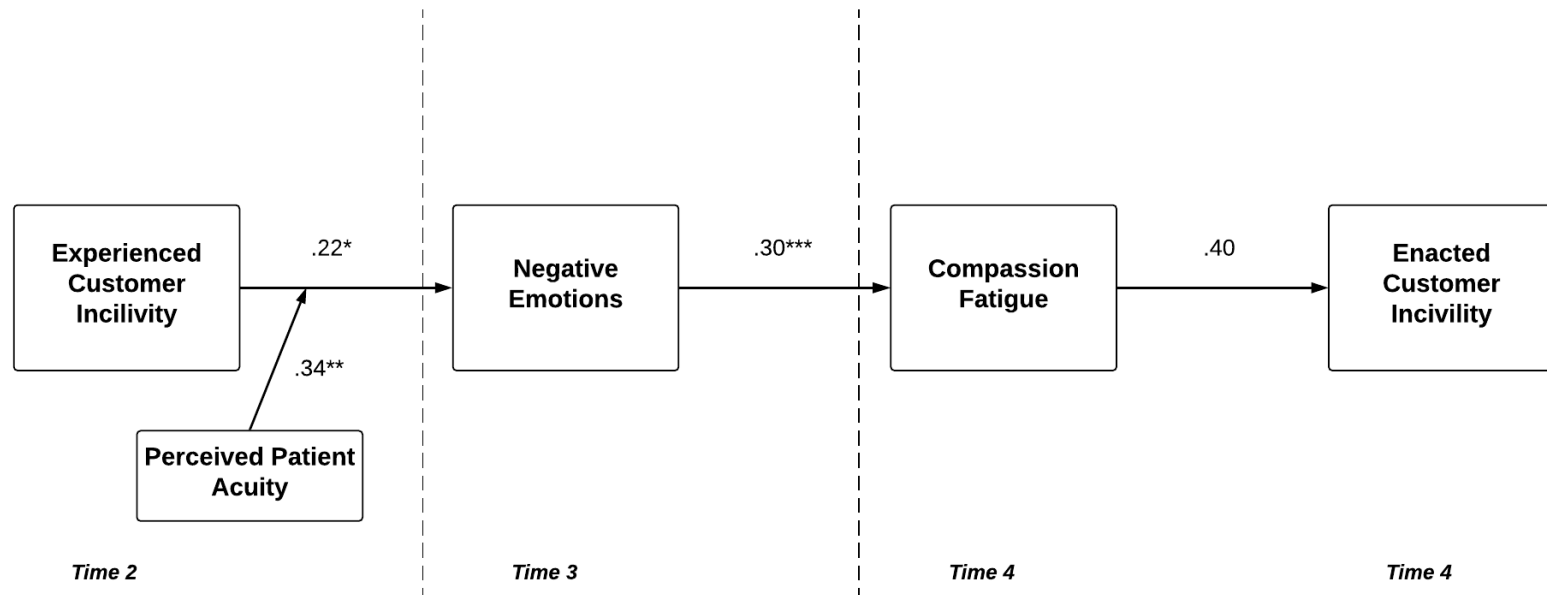 Experienced
Customer
Incilivity
.22*
Negative
Emotions
.30***
Compassion
Fatigue
.40
Enacted
Customer
Incivility
.34**
Perceived Patient
Acuity
Time 2
Time 3
Time 4
Time 4